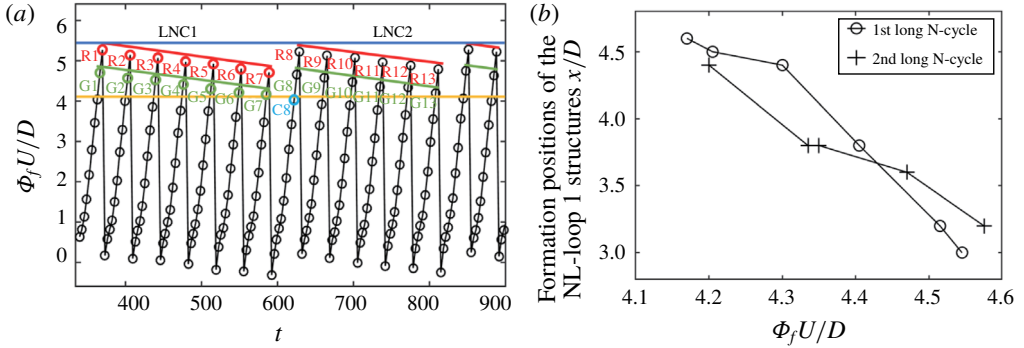 (a)
LNC1 LNC2
6
5
4
3
2
1
0
Φ_f U/D
R1 R2 R3 R4 R5 R6 R7 R8 R9 R10 R11 R12 R13
G1 G2 G3 G4 G5 G6 G7 G8 G9 G10 G11 G12 G13
C8
400 500 600 700 800 900
t
(b)
Formation positions of the
NL-loop 1 structures x/D
5.0
4.5
4.0
3.5
3.0
1st long N-cycle
2nd long N-cycle
4.1 4.2 4.3 4.4 4.5 4.6
Φ_f U/D